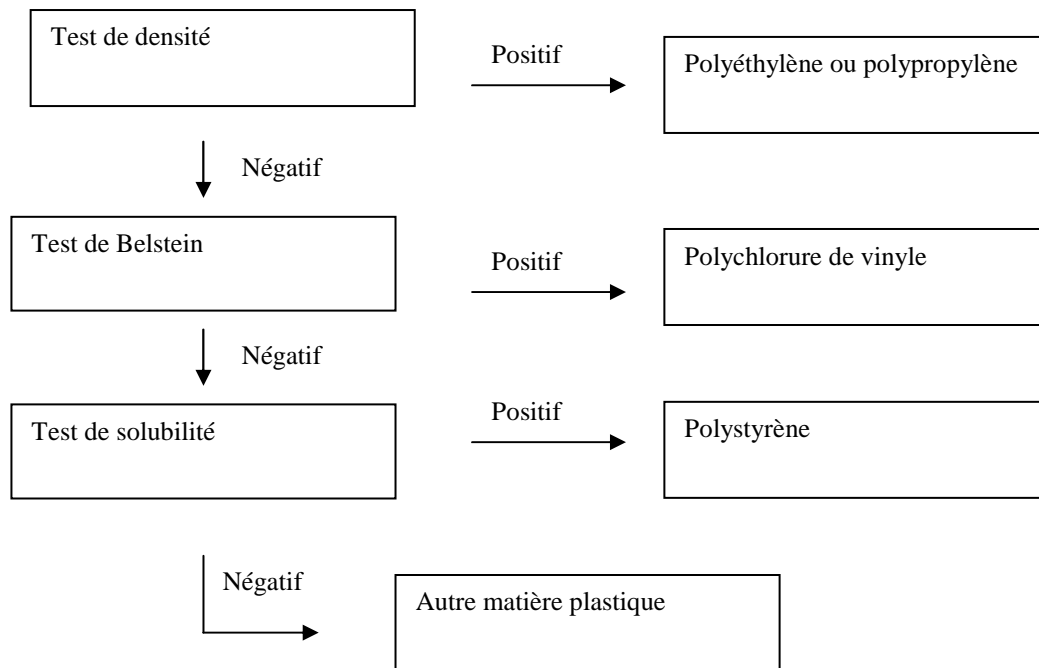 Test de densité
Positif
Polyéthylène ou polypropylène
Négatif
Test de Belstein
Positif
Polychlorure de vinyle
Négatif
Test de solubilité
Positif
Polystyrène
Négatif
Autre matière plastique